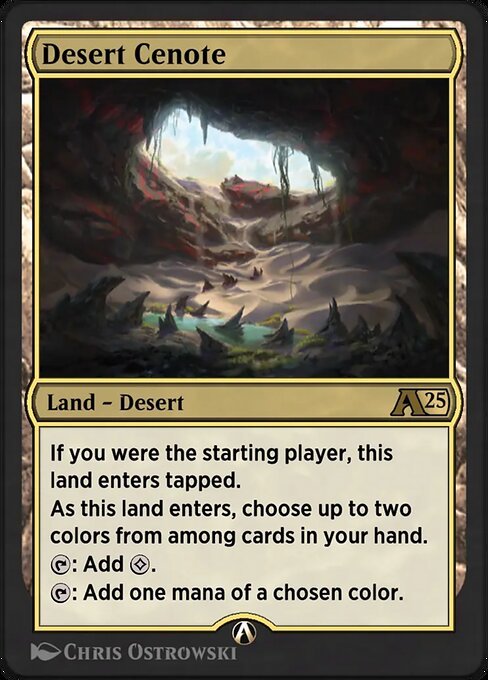 Desert Cenote
Land – Desert
A25
If you were the starting player, this
land enters tapped.
As this land enters, choose up to two
colors from among cards in your hand.
: Add .
: Add one mana of a chosen color.
Chris Ostrowski